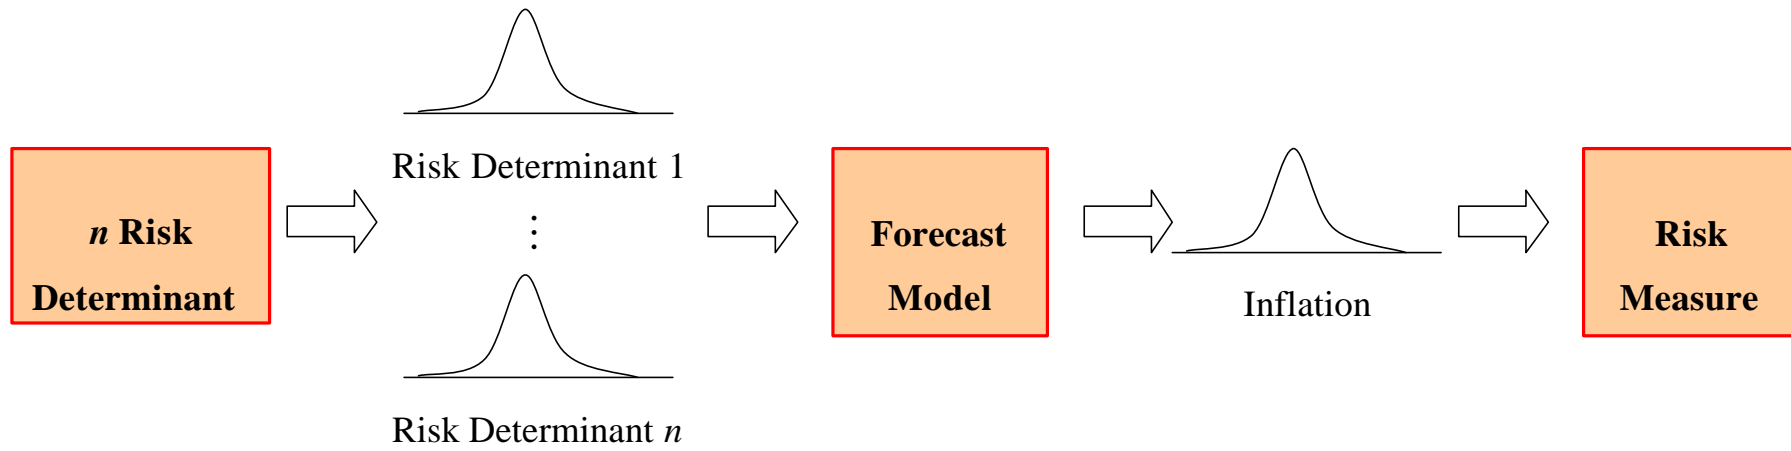 n Risk
Determinant
Risk Determinant 1
⋮
Risk Determinant n
Forecast
Model
Inflation
Risk
Measure